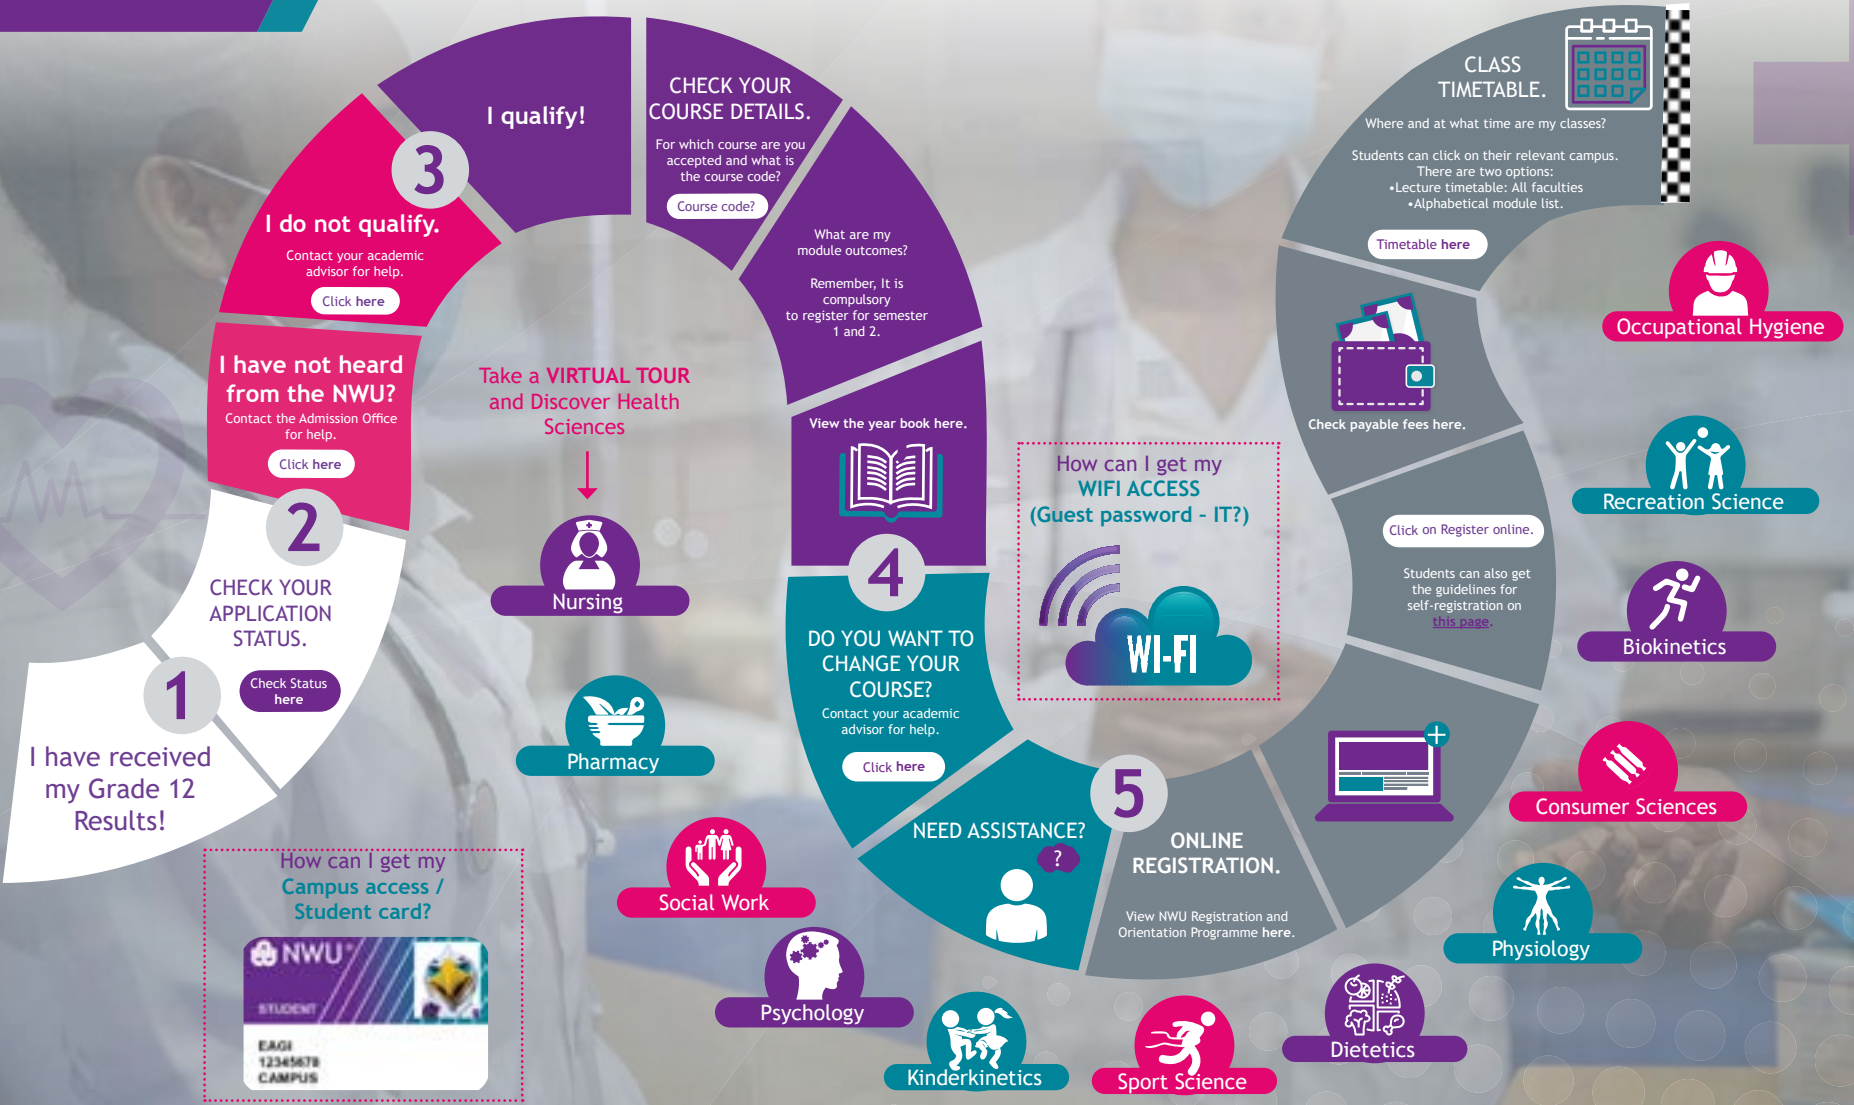 1
I have received
my Grade 12
Results!
2
CHECK YOUR
APPLICATION
STATUS.
Check Status
here
I have not heard
from the NWU?
Contact the Admission Office
for help.
Click here
3
I do not qualify.
Contact your academic
advisor for help.
Click here
I qualify!
CHECK YOUR
COURSE DETAILS.
For which course are you
accepted and what is
the course code?
Course code?
What are my
module outcomes?
Remember, It is
compulsory
to register for semester
1 and 2.
View the year book here.
4
DO YOU WANT TO
CHANGE YOUR
COURSE?
Contact your academic
advisor for help.
Click here
NEED ASSISTANCE?
?
5
ONLINE
REGISTRATION.
View NWU Registration and
Orientation Programme here.
Click on Register online.
Students can also get
the guidelines for
self-registration on
this page.
Check payable fees here.
CLASS
TIMETABLE.
Where and at what time are my classes?
Students can click on their relevant campus.
There are two options:
•Lecture timetable: All faculties
•Alphabetical module list.
Timetable here
How can I get my
Campus access /
Student card?
NWU
STUDENT
EAGI
12345678
CAMPUS
How can I get my
WIFI ACCESS
(Guest password - IT?)
WI-FI
Take a VIRTUAL TOUR
and Discover Health
Sciences
Nursing
Pharmacy
Social Work
Psychology
Kinderkinetics
Sport Science
Dietetics
Physiology
Consumer Sciences
Biokinetics
Recreation Science
Occupational Hygiene